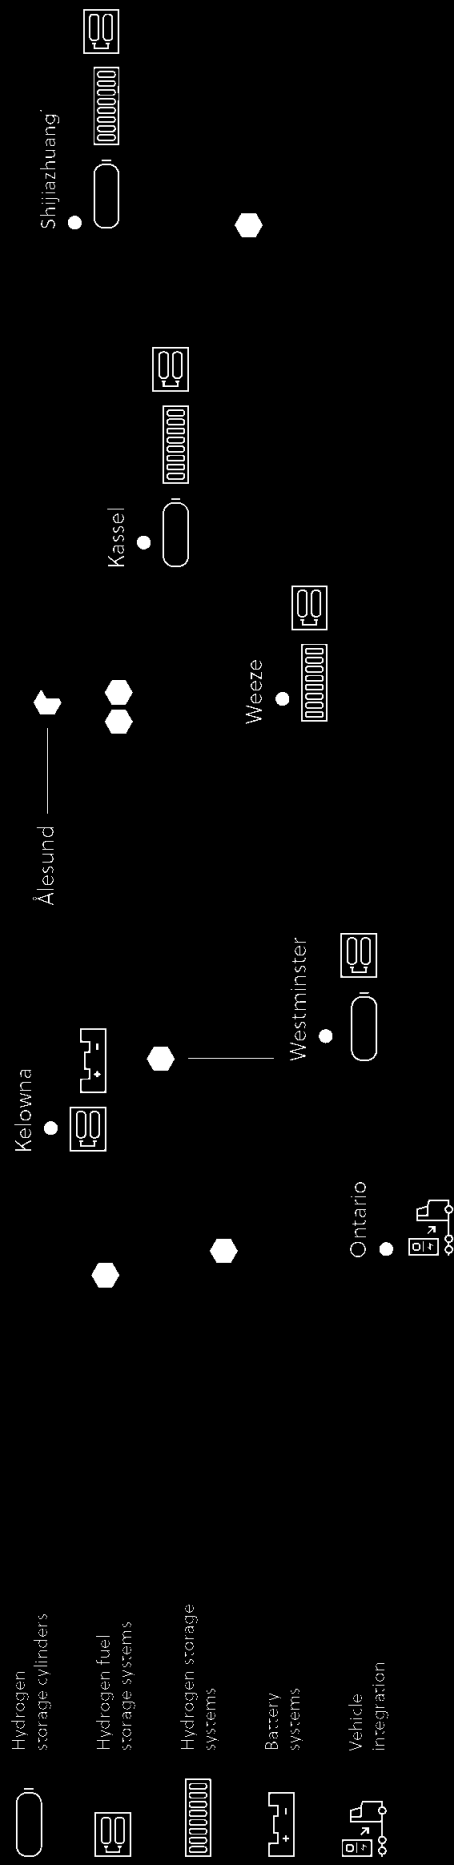 Hydrogen
storage cylinders
Hydrogen fuel
storage systems
Hydrogen storage
systems
Battery
systems
Vehicle
integration
Kelowna
Ontario
Westminster
Ålesund
Weeze
Kassel
Shijiazhuang*